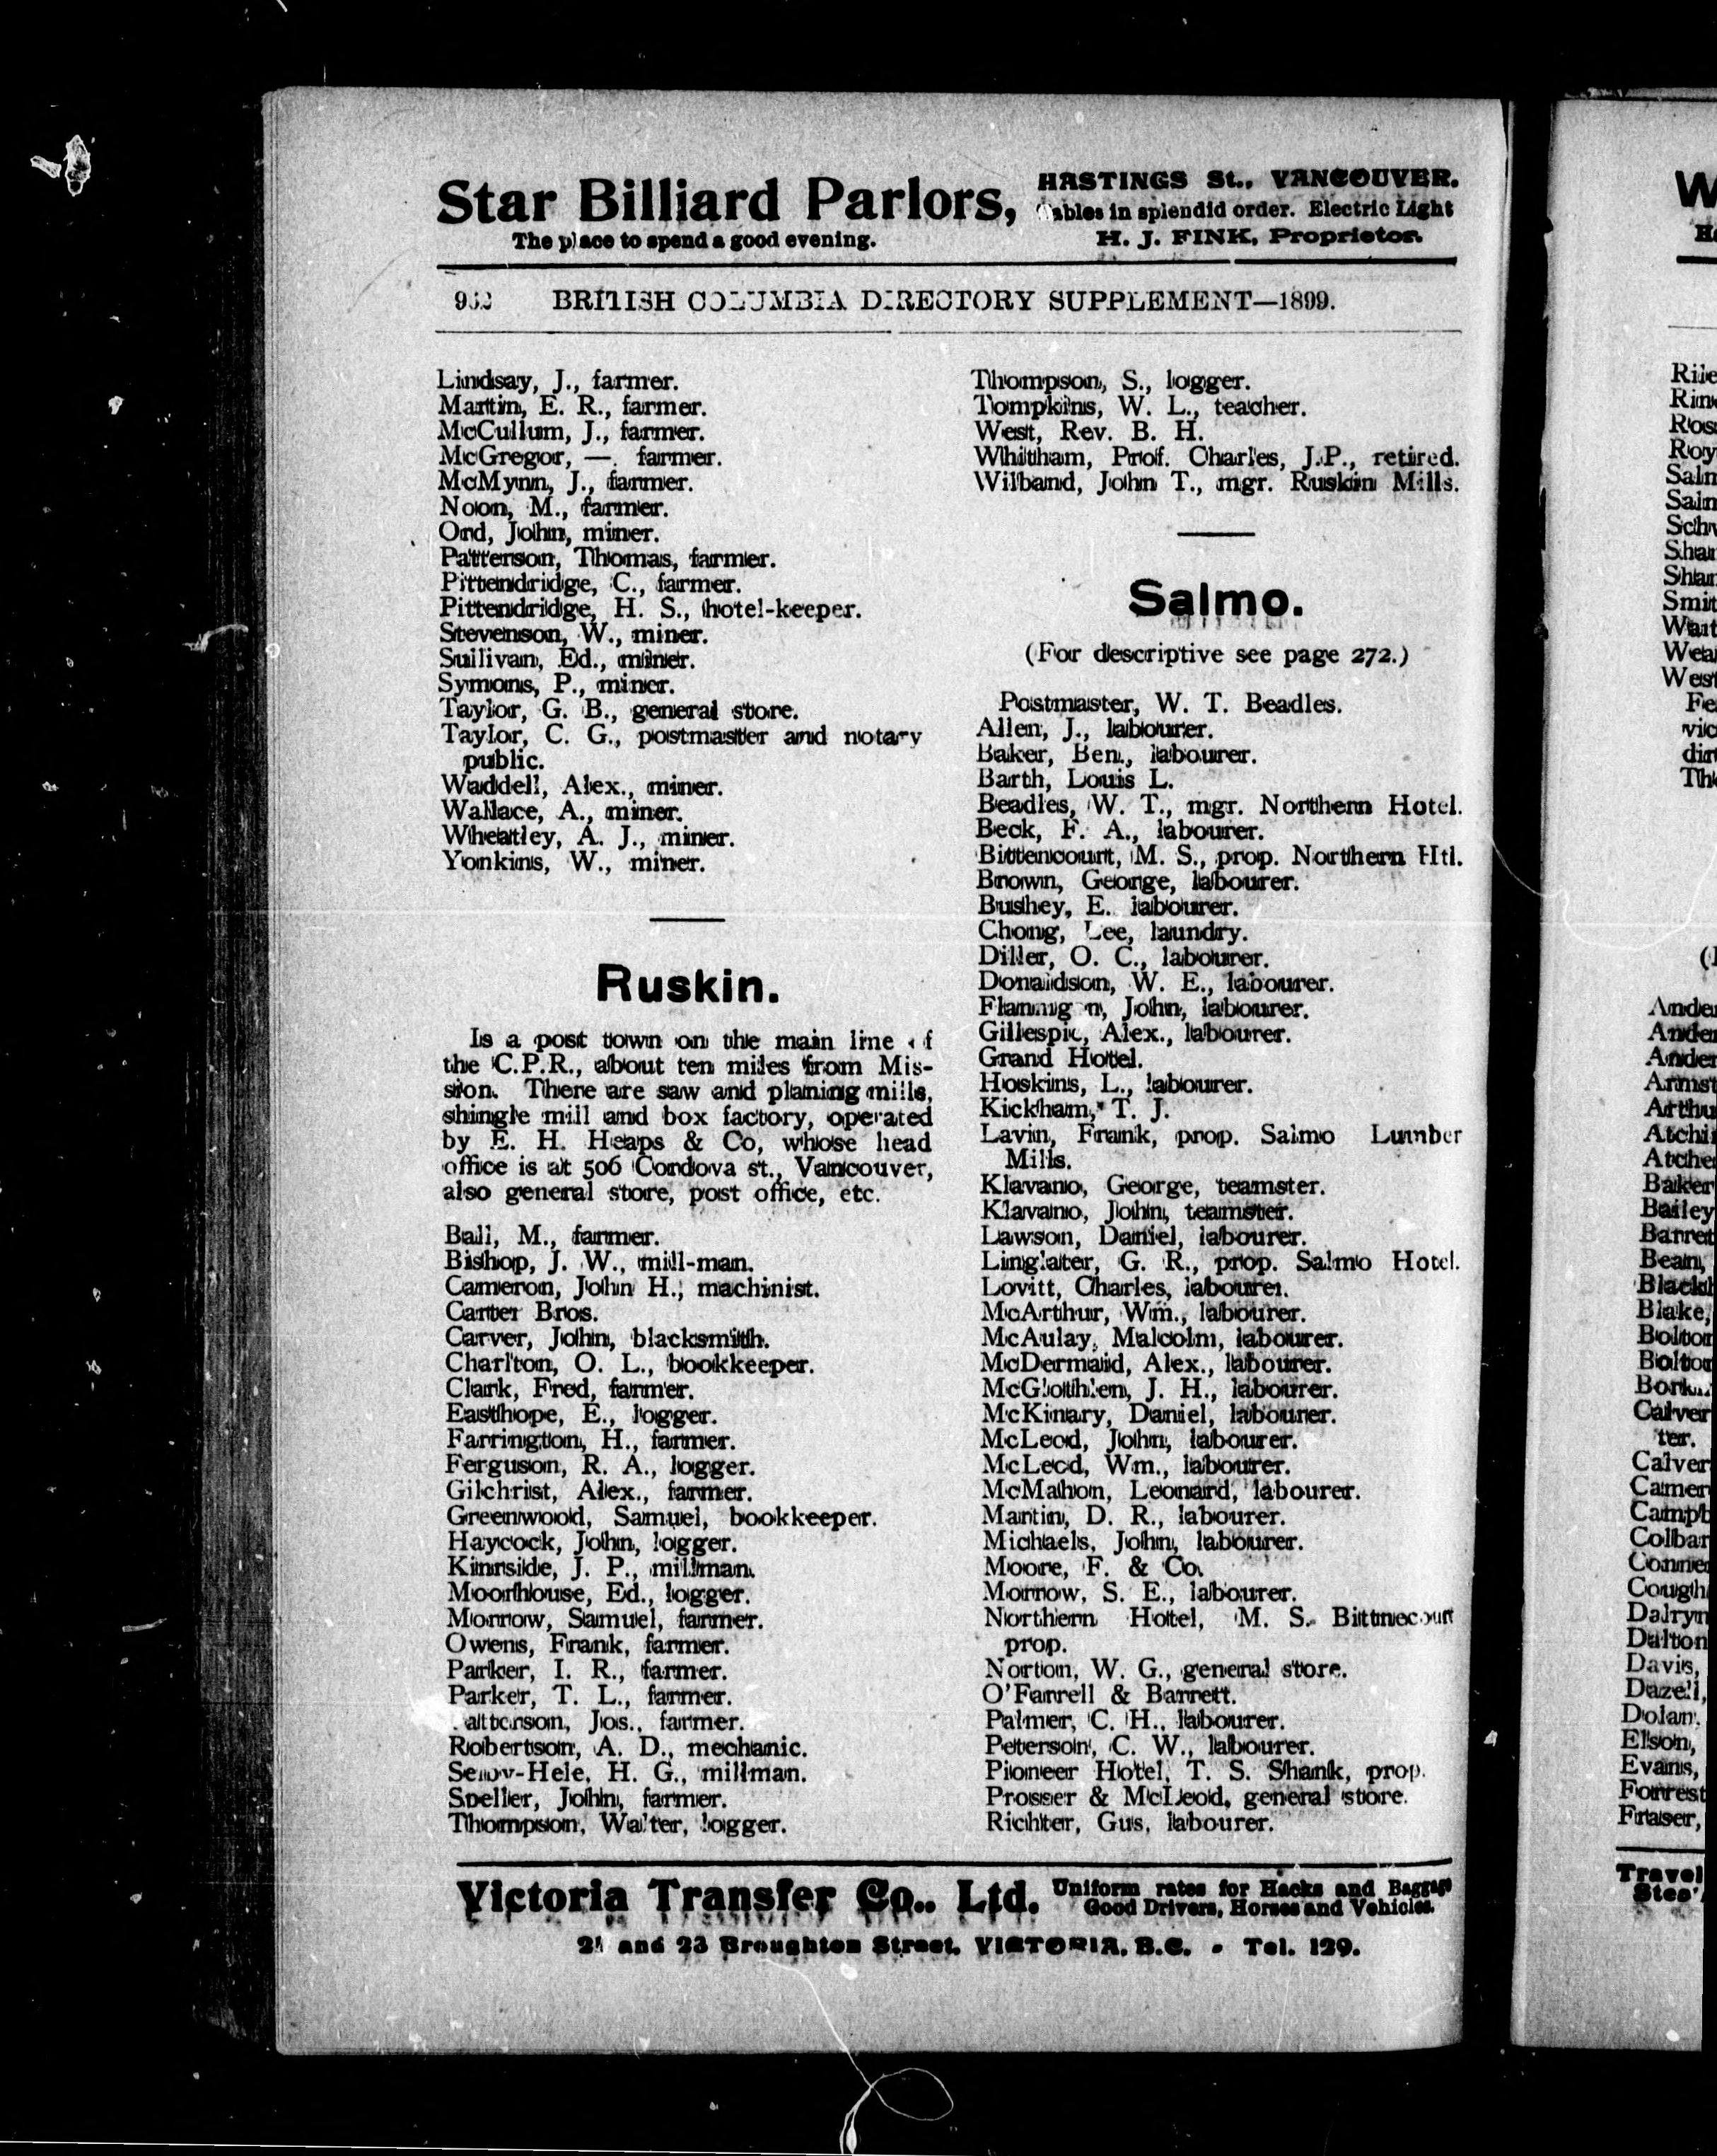 Star Billiard Parlors,
The place to spend a good evening.
HASTINGS St., VANCOUVER.
Tables in splendid order. Electric Light
H. J. FINK, Proprietor.
BRITISH COLUMBIA DIRECTORY SUPPLEMENT—1899.
Lindsay, J., farmer.
Martin, E. R., farmer.
McCullum, J., farmer.
McGregor, —. farmer.
McMynn, J., farmer.
Noon, M., farmer.
Ord, John, miner.
Patterson, Thomas, farmer.
Pittendridge, C., farmer.
Pittendridge, H. S., hotel-keeper.
Stevenson, W., miner.
Sullivan, Ed., miner.
Symons, P., miner.
Taylor, G. B., general store.
Taylor, C. G., postmaster and notary
public.
Waddell, Alex., miner.
Wallace, A., miner.
Wheatley, A. J., miner.
Yonkins, W., miner.
Ruskin.
Is a post town on the main line of
the C.P.R., about ten miles from Mis-
sion. There are saw and planing mills,
shingle mill and box factory, operated
by E. H. Heaps & Co, whose head
office is at 506 Cordova st., Vancouver,
also general store, post office, etc.
Ball, M., farmer.
Bishop, J. W., mill-man.
Cameron, John H., machinist.
Carter Bros.
Carver, John, blacksmith.
Charlton, O. L., bookkeeper.
Clark, Fred, farmer.
Easthope, E., logger.
Farrington, H., farmer.
Ferguson, R. A., logger.
Gilchrist, Alex., farmer.
Greenwood, Samuel, bookkeeper.
Haycock, John, logger.
Kinrside, J. P., millman.
Moorhouse, Ed., logger.
Morrow, Samuel, farmer.
Owens, Frank, farmer.
Parker, I. R., farmer.
Parker, T. L., farmer.
Jos., farmer.
Robertson, A. D., mechanic.
H. G., millman.
Speller, John, farmer.
Thompson, Walter, logger.
Thompson, S., logger.
Tompkins, W. L., teacher.
West, Rev. B. H.
Whitham, Prof. Charles, J.P., retired.
Wilband, John T., mgr. Ruskin Mills.
Salmo.
(For descriptive see page 272.)
Postmaster, W. T. Beadles.
Allen, J., labourer.
Baker, Ben., labourer.
Barth, Louis L.
Beadles, W. T., mgr. Northern Hotel.
Beck, F. A., labourer.
Bittencourt, M. S., prop. Northern Htl.
Brown, George, labourer.
Bushey, E. labourer.
Chong, Lee, laundry.
Diller, O. C., labourer.
Donaldson, W. E., labourer.
Flannigan, John, labourer.
Gillespie, Alex., labourer.
Grand Hotel.
Hoskins, L., labourer.
Kickham, T. J.
Lavin, Frank, prop. Salmo Lumber
Mills.
Klavano, George, teamster.
Klavano, John, teamster.
Lawson, Daniel, labourer.
Linglater, G. R., prop. Salmo Hotel.
Lovitt, Charles, labourer.
McArthur, Wm., labourer.
McAulay, Malcolm, labourer.
McDermaid, Alex., labourer.
McGlothlen, J. H., labourer.
McKinary, Daniel, labourer.
McLeod, John, labourer.
McLeod, Wm., labourer.
McMahon, Leonard, labourer.
Martin, D. R., labourer.
Michaels, John, labourer.
Moore, F. & Co.
Morrow, S. E., labourer.
Northern Hotel, M. S. Bittnecourt
prop.
Norton, W. G., general store.
O'Farrell & Barrett.
Palmer, C. H., labourer.
Peterson, C. W., labourer.
Pioneer Hotel, T. S. Shank, prop.
Prosser & McLeod, general store.
Richter, Gus, labourer.
Victoria Transfer Co., Ltd.
Uniform rates for Hacks and Baggage
Good Drivers, Horses and Vehicles.
21 and 23 Broughton Street, VICTORIA, B.C. - Tel. 129.